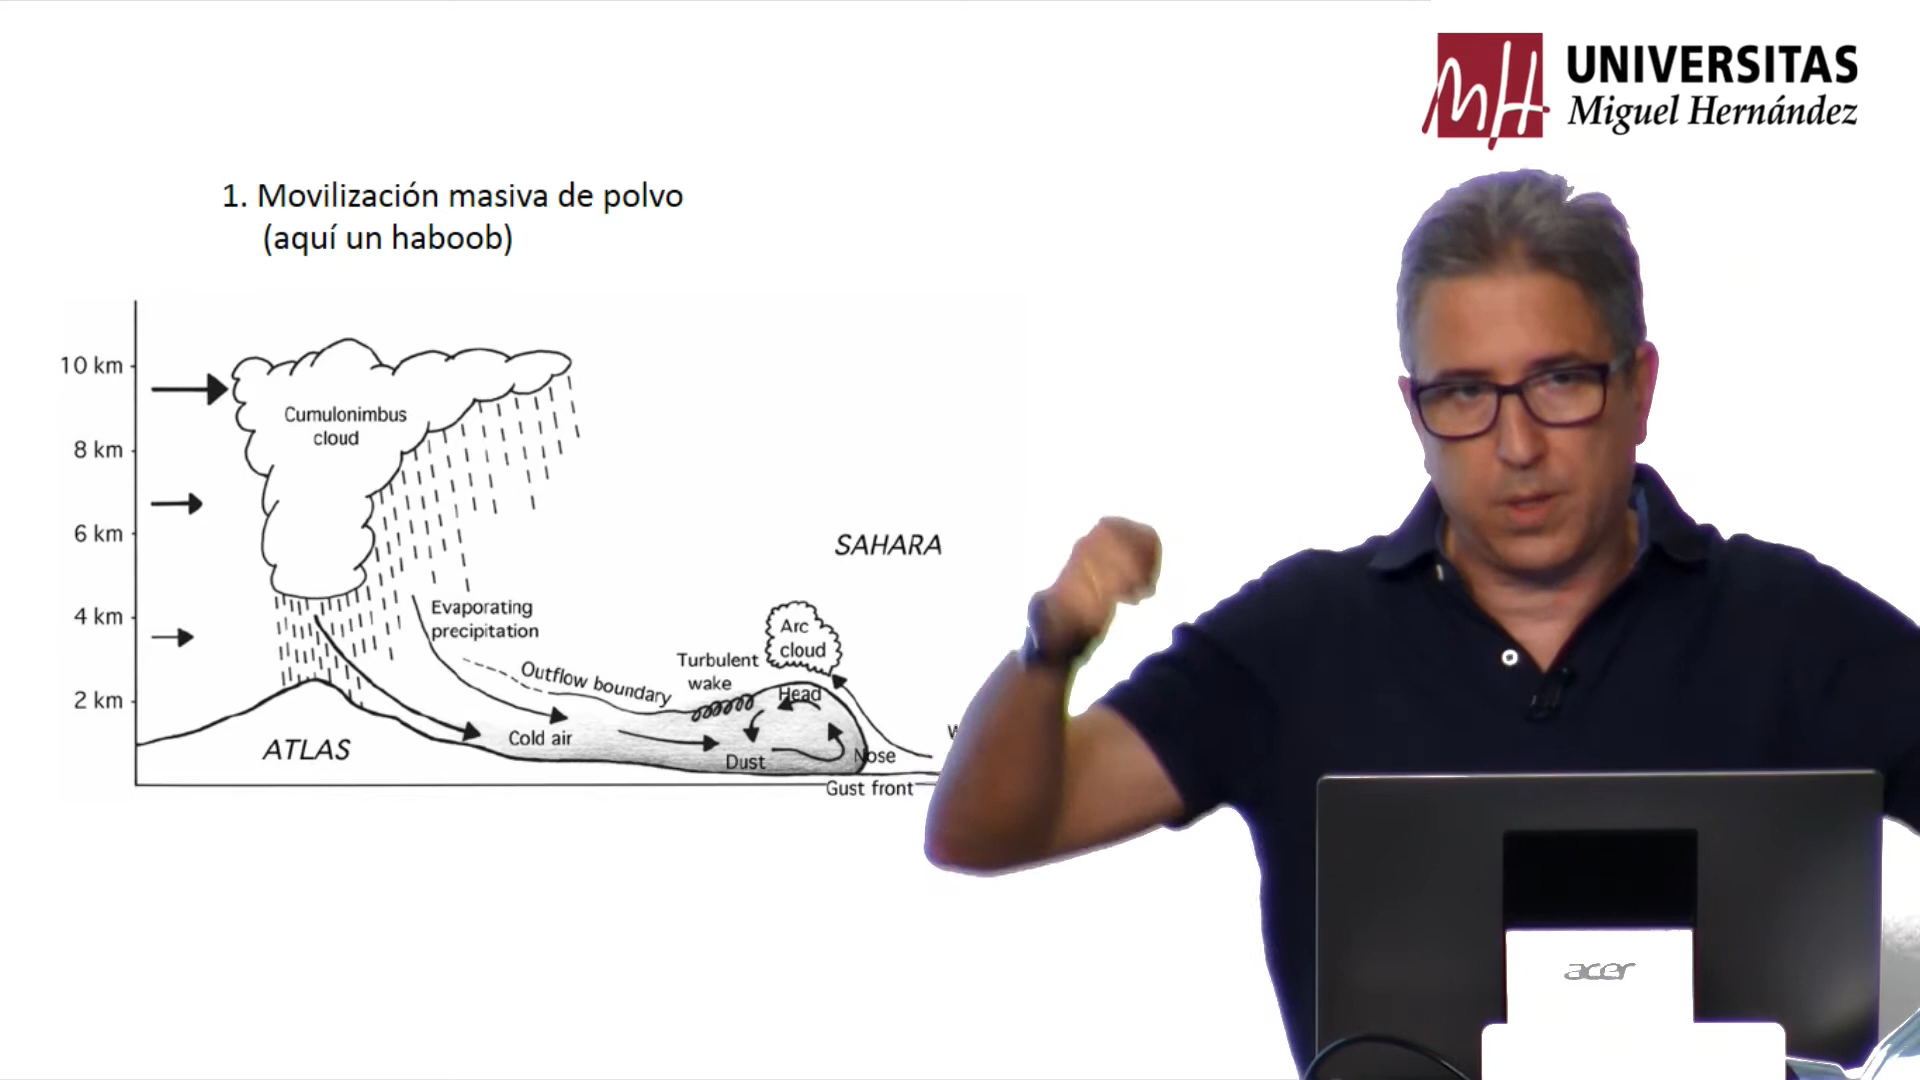 UNIVERSITAS
Miguel Hernández
1. Movilización masiva de polvo
(aquí un haboob)
10 km
8 km
6 km
4 km
2 km
Cumulonimbus
cloud
SAHARA
Evaporating
precipitation
Arc
cloud
Turbulent
wake
Outflow boundary
Head
Cold air
Dust
Nose
ATLAS
Gust front
acer